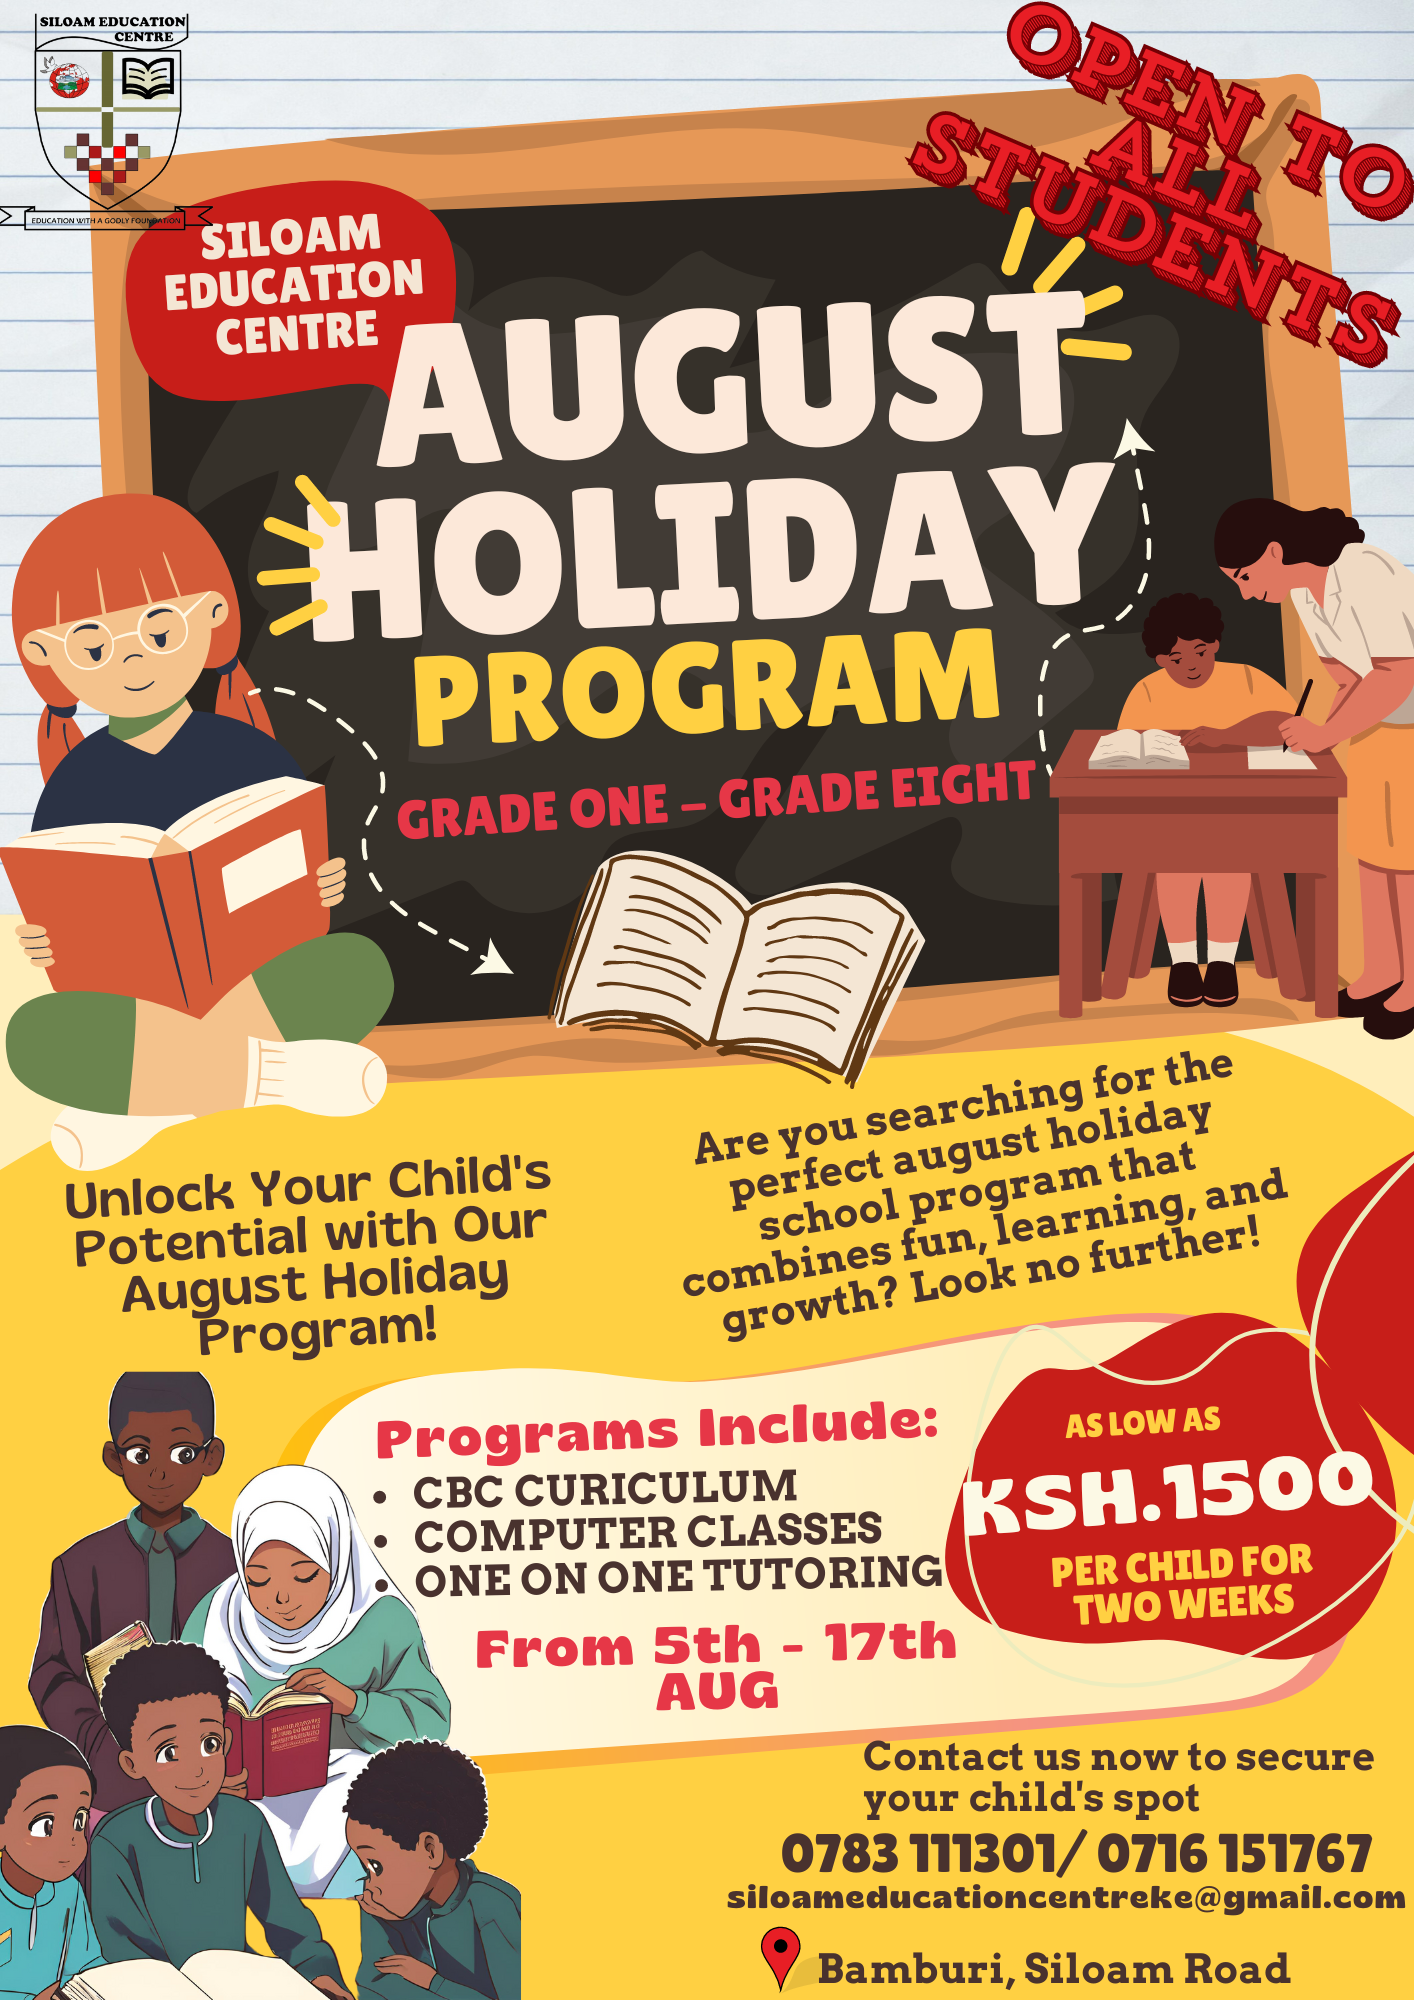 SILOAM EDUCATION
CENTRE
EDUCATION WITH A GODLY FOUNDATION
OPEN TO
ALL
STUDENTS
SILOAM
EDUCATION
CENTRE
AUGUST
HOLIDAY
PROGRAM
GRADE ONE – GRADE EIGHT
Unlock Your Child's
Potential with Our
August Holiday
Program!
Are you searching for the
perfect august holiday
school program that
combines fun, learning, and
growth? Look no further!
Programs Include:
• CBC CURICULUM
• COMPUTER CLASSES
• ONE ON ONE TUTORING
From 5th - 17th
AUG
AS LOW AS
KSH.1500
PER CHILD FOR
TWO WEEKS
Contact us now to secure
your child's spot
0783 111301/ 0716 151767
siloameducationcentreke@gmail.com
Bamburi, Siloam Road